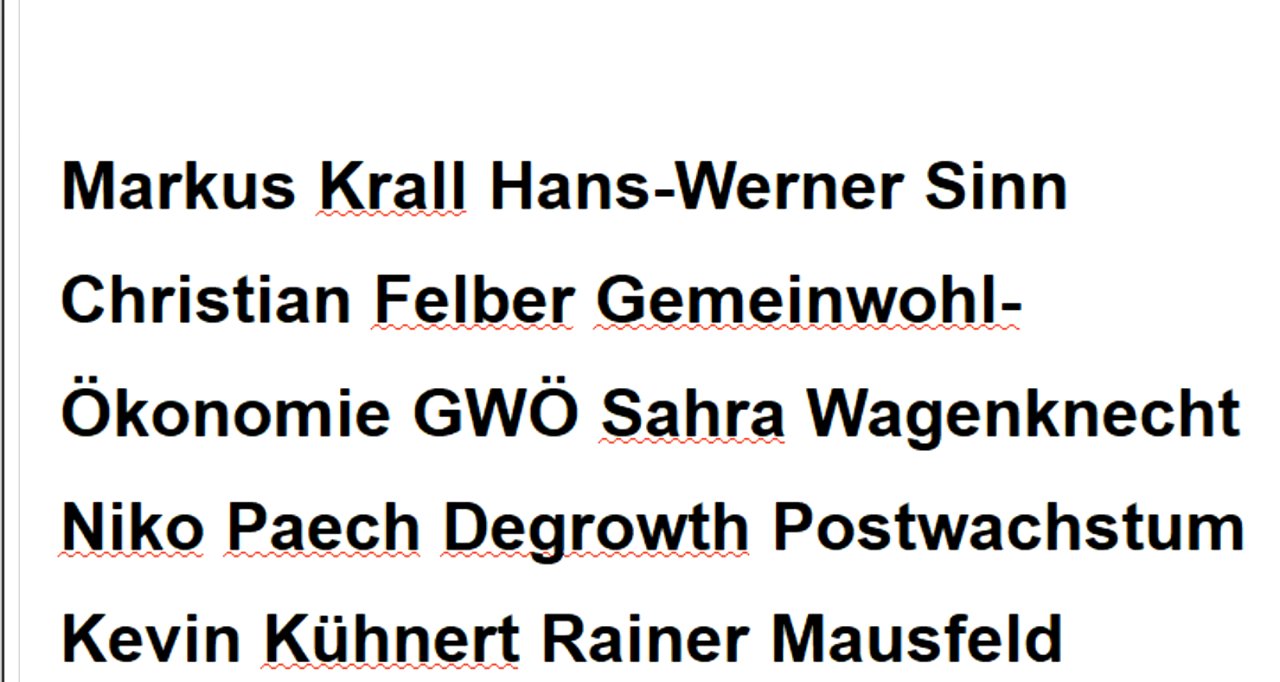 Markus Krall Hans-Werner Sinn
Christian Felber Gemeinwohl-
Ökonomie GWÖ Sahra Wagenknecht
Niko Paech Degrowth Postwachstum
Kevin Kühnert Rainer Mausfeld